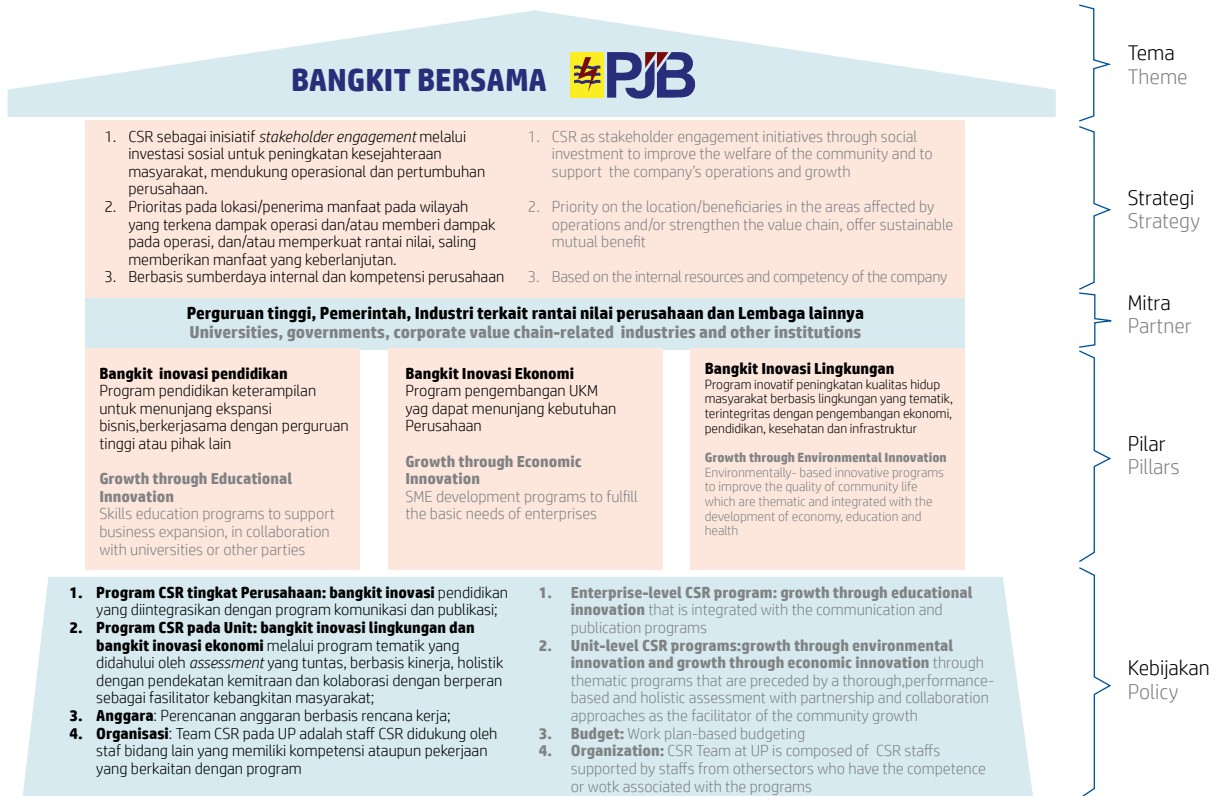 BANGKIT BERSAMA PJB
Tema
Theme
1. CSR sebagai inisiatif stakeholder engagement melalui
investasi sosial untuk peningkatan kesejahteraan
masyarakat, mendukung operasional dan pertumbuhan
perusahaan.
2. Prioritas pada lokasi/penerima manfaat pada wilayah
yang terkena dampak operasi dan/atau memberi dampak
pada operasi, dan/atau memperkuat rantai nilai, saling
memberikan manfaat yang keberlanjutan.
3. Berbasis sumberdaya internal dan kompetensi perusahaan
1. CSR as stakeholder engagement initiatives through social
investment to improve the welfare of the community and to
support the company's operations and growth
2. Priority on the location/beneficiaries in the areas affected by
operations and/or strengthen the value chain, offer sustainable
mutual benefit
3. Based on the internal resources and competency of the company
Strategi
Strategy
Perguruan tinggi, Pemerintah, Industri terkait rantai nilai perusahaan dan Lembaga lainnya
Universities, governments, corporate value chain-related industries and other institutions
Mitra
Partner
Bangkit inovasi pendidikan
Program pendidikan keterampilan
untuk menunjang ekspansi
bisnis,berkerjasama dengan perguruan
tinggi atau pihak lain
Growth through Educational
Innovation
Skills education programs to support
business expansion, in collaboration
with universities or other parties
Bangkit Inovasi Ekonomi
Program pengembangan UKM
yag dapat menunjang kebutuhan
Perusahaan
Growth through Economic
Innovation
SME development programs to fulfill
the basic needs of enterprises
Bangkit Inovasi Lingkungan
Program inovatif peningkatan kualitas hidup
masyarakat berbasis lingkungan yang tematik,
terintegritas dengan pengembangan ekonomi,
pendidikan, kesehatan dan infrastruktur
Growth through Environmental Innovation
Environmentally- based innovative programs
to improve the quality of community life
which are thematic and integrated with the
development of economy, education and
health
Pilar
Pillars
1. Program CSR tingkat Perusahaan: bangkit inovasi pendidikan
yang diintegrasikan dengan program komunikasi dan publikasi;
2. Program CSR pada Unit: bangkit inovasi lingkungan dan
bangkit inovasi ekonomi melalui program tematik yang
didahului oleh assessment yang tuntas, berbasis kinerja, holistik
dengan pendekatan kemitraan dan kolaborasi dengan berperan
sebagai fasilitator kebangkitan masyarakat;
3. Anggara: Perencanan anggaran berbasis rencana kerja;
4. Organisasi: Team CSR pada UP adalah staff CSR didukung oleh
staf bidang lain yang memiliki kompetensi ataupun pekerjaan
yang berkaitan dengan program
1. Enterprise-level CSR program: growth through educational
innovation that is integrated with the communication and
publication programs
2. Unit-level CSR programs:growth through environmental
innovation and growth through economic innovation through
thematic programs that are preceded by a thorough,performance-
based and holistic assessment with partnership and collaboration
approaches as the facilitator of the community growth
3. Budget: Work plan-based budgeting
4. Organization: CSR Team at UP is composed of CSR staffs
supported by staffs from othersectors who have the competence
or wotk associated with the programs
Kebijakan
Policy